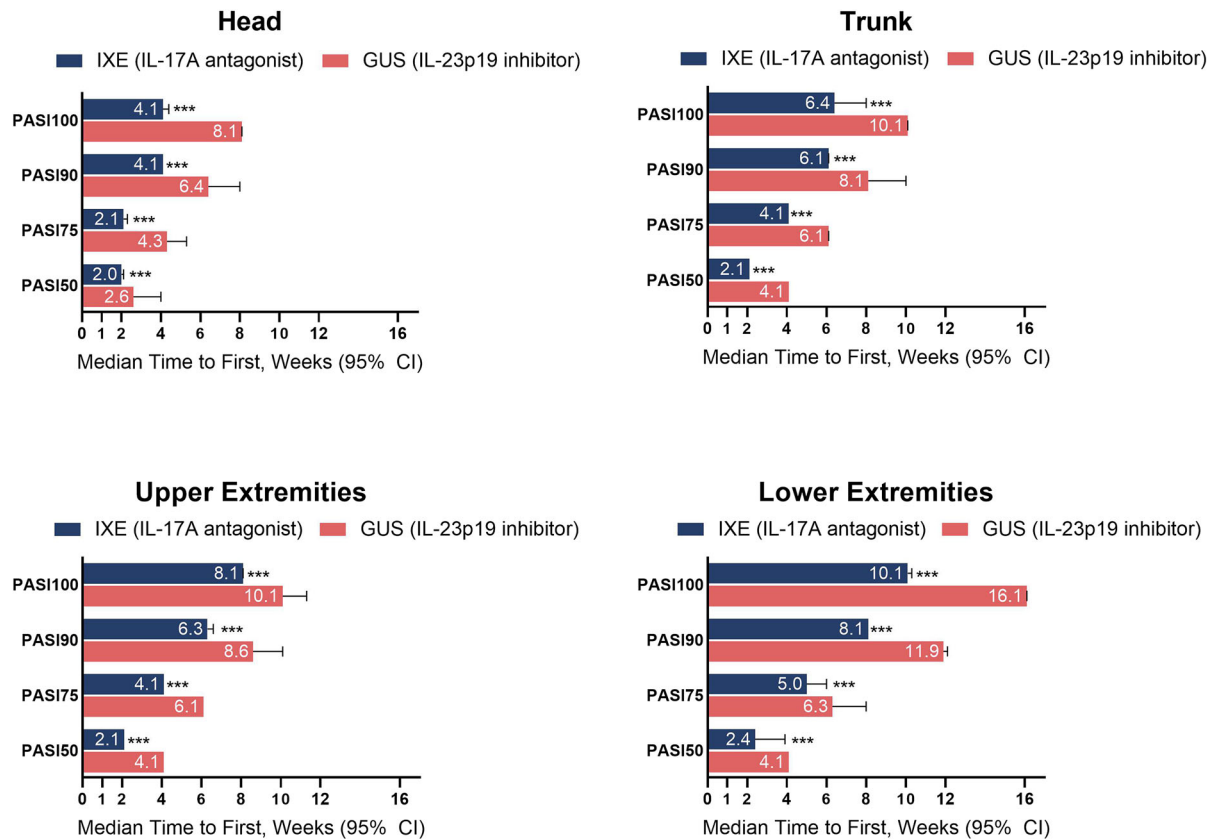 Head
IXE (IL-17A antagonist) GUS (IL-23p19 inhibitor)
PASI100
4.1 ***
8.1
PASI90
4.1 ***
6.4
PASI75
2.1 ***
4.3
PASI50
2.0 ***
2.6
0 1 2 4 6 8 10 12 16
Median Time to First, Weeks (95% CI)
Trunk
IXE (IL-17A antagonist) GUS (IL-23p19 inhibitor)
PASI100
6.4 ***
10.1
PASI90
6.1 ***
8.1
PASI75
4.1 ***
6.1
PASI50
2.1 ***
4.1
0 1 2 4 6 8 10 12 16
Median Time to First, Weeks (95% CI)
Upper Extremities
IXE (IL-17A antagonist) GUS (IL-23p19 inhibitor)
PASI100
8.1 ***
10.1
PASI90
6.3 ***
8.6
PASI75
4.1 ***
6.1
PASI50
2.1 ***
4.1
0 1 2 4 6 8 10 12 16
Median Time to First, Weeks (95% CI)
Lower Extremities
IXE (IL-17A antagonist) GUS (IL-23p19 inhibitor)
PASI100
10.1 ***
16.1
PASI90
8.1 ***
11.9
PASI75
5.0 ***
6.3
PASI50
2.4 ***
4.1
0 1 2 4 6 8 10 12 16
Median Time to First, Weeks (95% CI)